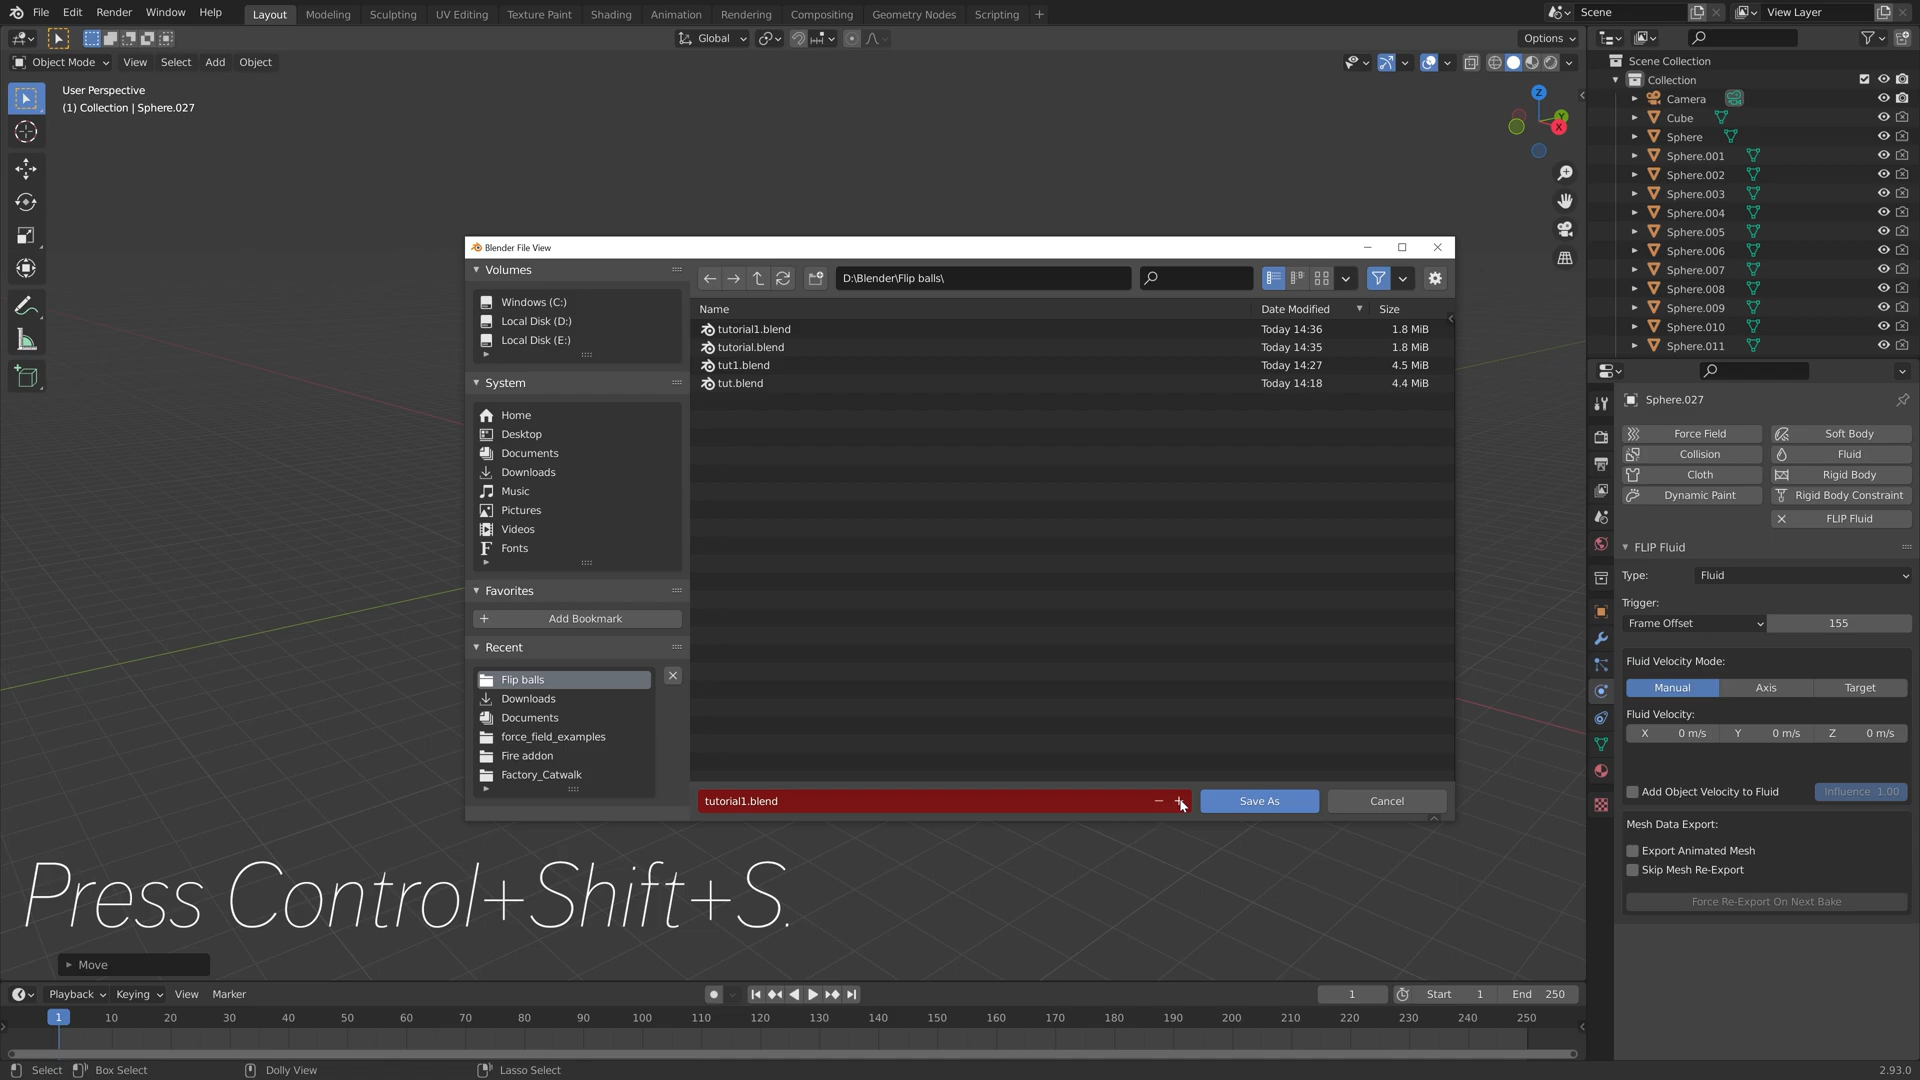 File Edit Render Window Help Layout Modeling Sculpting UV Editing Texture Paint Shading Animation Rendering Compositing Geometry Nodes Scripting + Scene View Layer
Global Options
Object Mode View Select Add Object
User Perspective
(1) Collection | Sphere.027
Z
Y
X
Scene Collection
Collection
Camera
Cube
Sphere
Sphere.001
Sphere.002
Sphere.003
Sphere.004
Sphere.005
Sphere.006
Sphere.007
Sphere.008
Sphere.009
Sphere.010
Sphere.011
Blender File View
Volumes
Windows (C:)
Local Disk (D:)
Local Disk (E:)
System
Home
Desktop
Documents
Downloads
Music
Pictures
Videos
Fonts
Favorites
Add Bookmark
Recent
Flip balls
Downloads
Documents
force_field_examples
Fire addon
Factory_Catwalk
D:\Blender\Flip balls\
Name Date Modified Size
tutorial1.blend Today 14:36 1.8 MiB
tutorial.blend Today 14:35 1.8 MiB
tut1.blend Today 14:27 4.5 MiB
tut.blend Today 14:18 4.4 MiB
tutorial1.blend Save As Cancel
Sphere.027
Force Field Soft Body
Collision Fluid
Cloth Rigid Body
Dynamic Paint Rigid Body Constraint
FLIP Fluid
FLIP Fluid
Type: Fluid
Trigger:
Frame Offset 155
Fluid Velocity Mode:
Manual Axis Target
Fluid Velocity:
X 0 m/s Y 0 m/s Z 0 m/s
Add Object Velocity to Fluid Influence 1.00
Mesh Data Export:
Export Animated Mesh
Skip Mesh Re-Export
Force Re-Export On Next Bake
Press Control+Shift+S.
Move
Playback Keying View Marker 1 Start 1 End 250
1 10 20 30 40 50 60 70 80 90 100 110 120 130 140 150 160 170 180 190 200 210 220 230 240 250
Select Box Select Dolly View Lasso Select 2.93.0